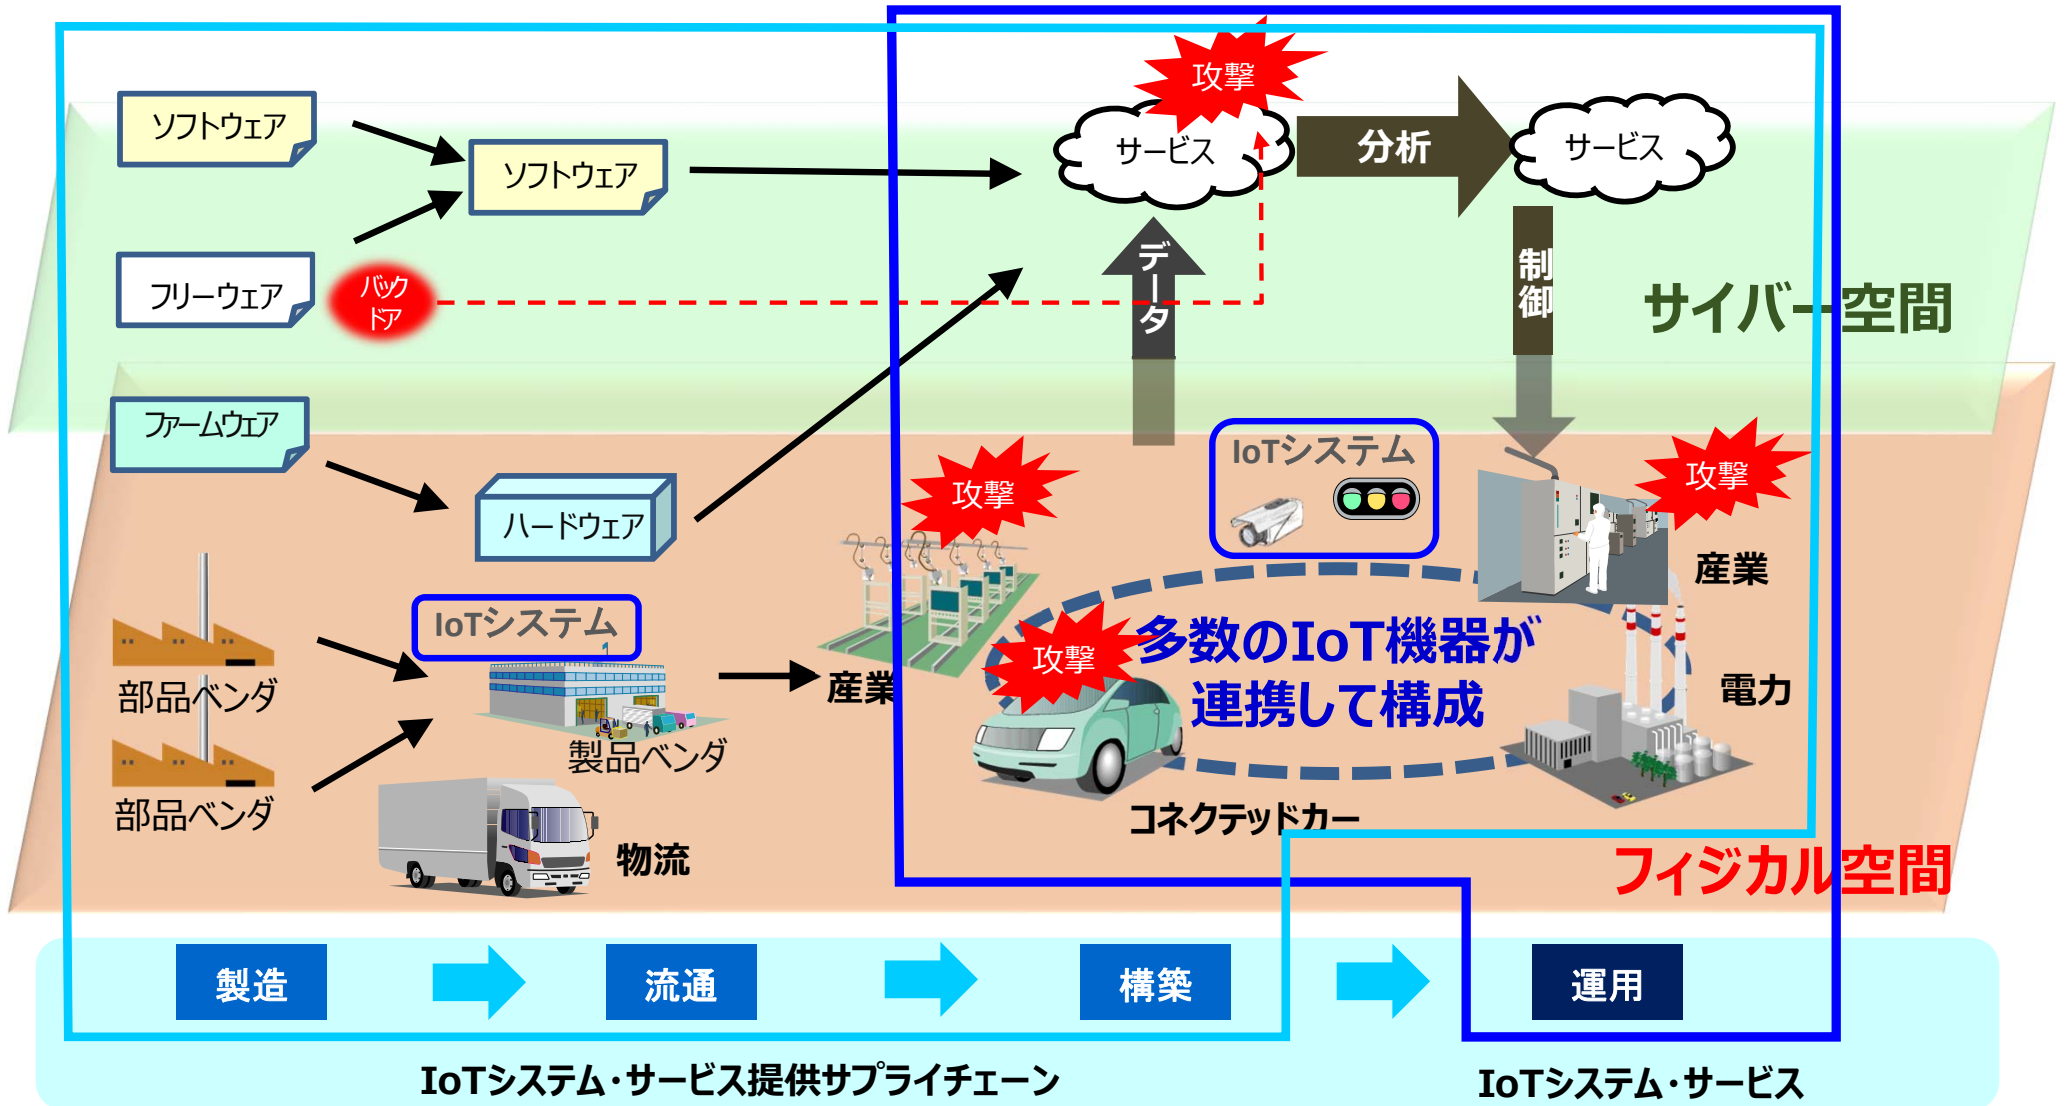 攻撃
ソフトウェア
ソフトウェア
サービス
分析
サービス
フリーウェア
バック
ドア
データ
制御
サイバー空間
ファームウェア
ハードウェア
攻撃
IoTシステム
攻撃
産業
IoTシステム
部品ベンダ
製品ベンダ
産業
攻撃
多数のIoT機器が
連携して構成
電力
部品ベンダ
物流
コネクテッドカー
フィジカル空間
製造
流通
構築
運用
IoTシステム・サービス提供サプライチェーン
IoTシステム・サービス